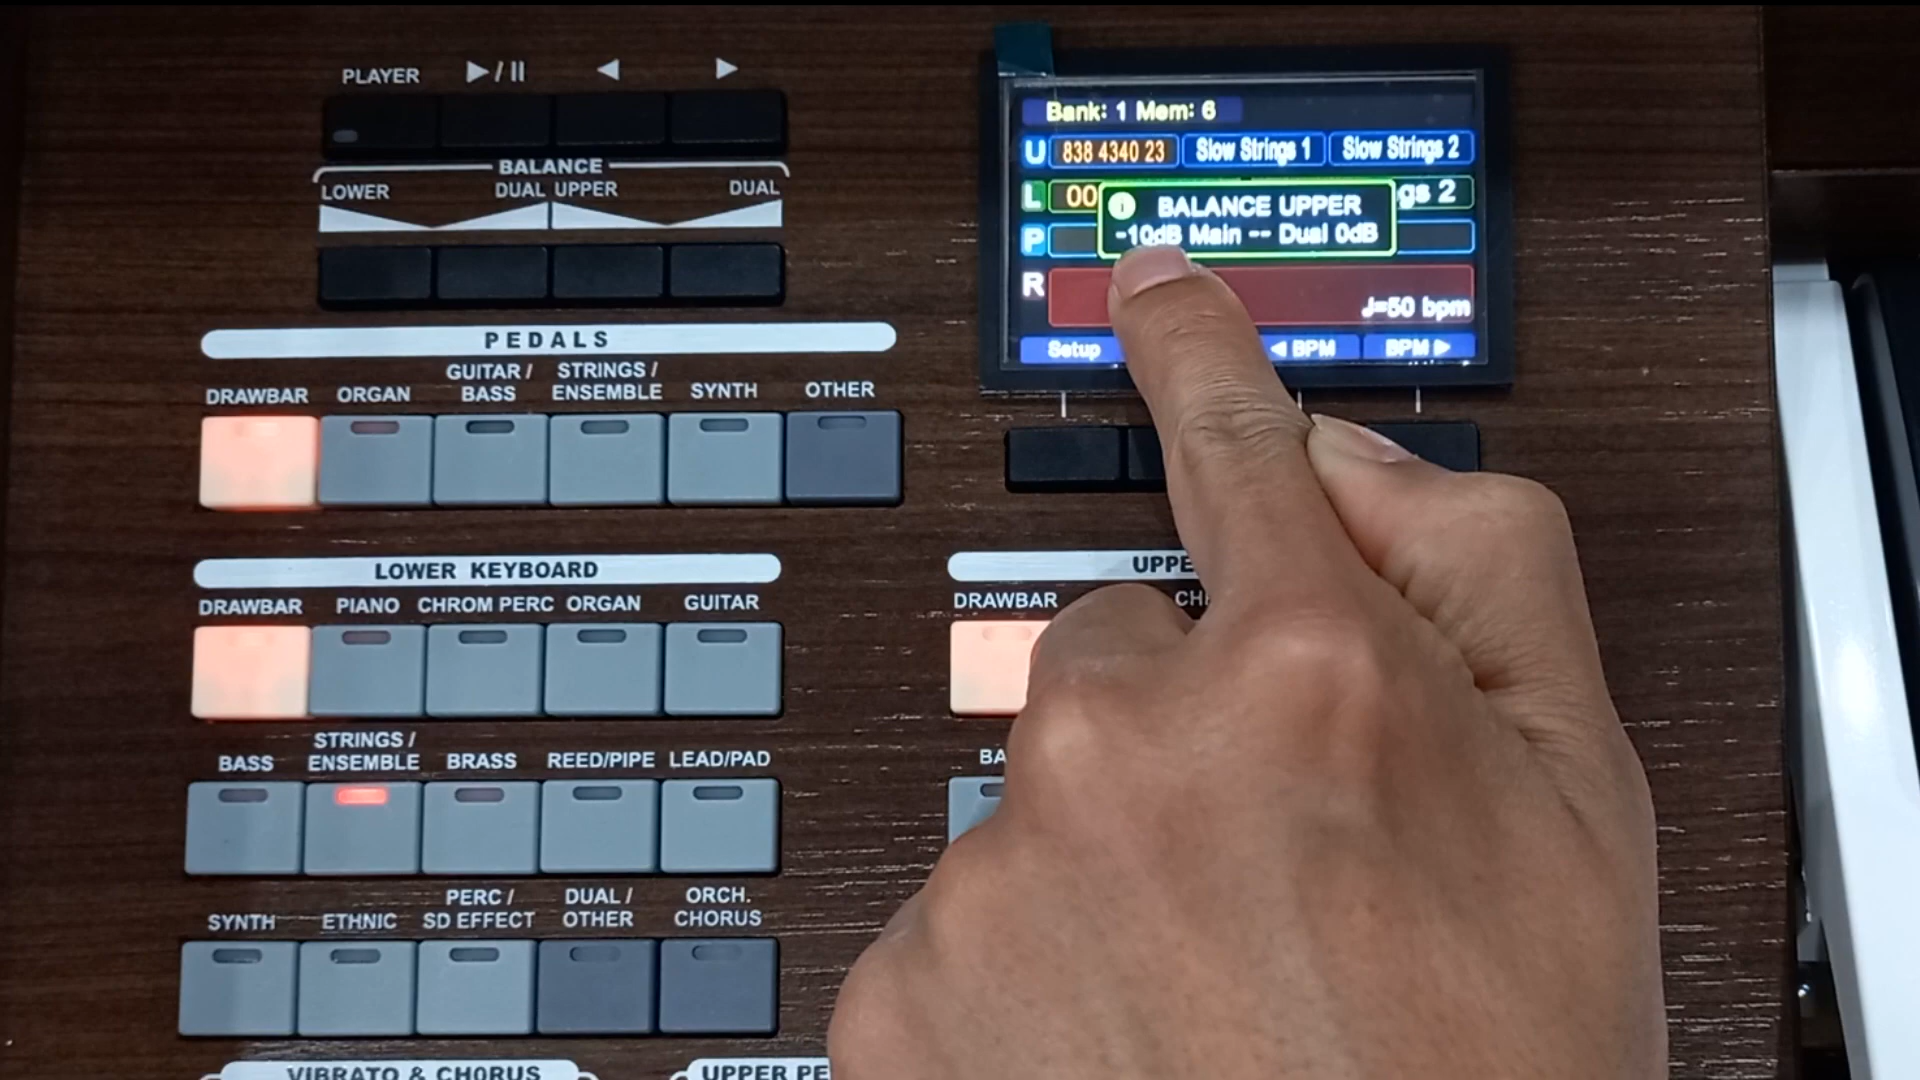 PLAYER ▶/II ◀ ▶
BALANCE
LOWER DUAL UPPER DUAL
Bank: 1 Mem: 6
U 838 4340 23 Slow Strings 1 Slow Strings 2
L 00 gs 2
BALANCE UPPER
P -10dB Main -- Dual 0dB
R
♩=50 bpm
Setup ◀ BPM BPM ▶
PEDALS
DRAWBAR ORGAN GUITAR / BASS STRINGS / ENSEMBLE SYNTH OTHER
LOWER KEYBOARD
DRAWBAR PIANO CHROM PERC ORGAN GUITAR
BASS STRINGS / ENSEMBLE BRASS REED/PIPE LEAD/PAD
SYNTH ETHNIC PERC / SD EFFECT DUAL / OTHER ORCH. CHORUS
UPPE
DRAWBAR CH
BA
VIBRATO & CHORUS UPPER PE